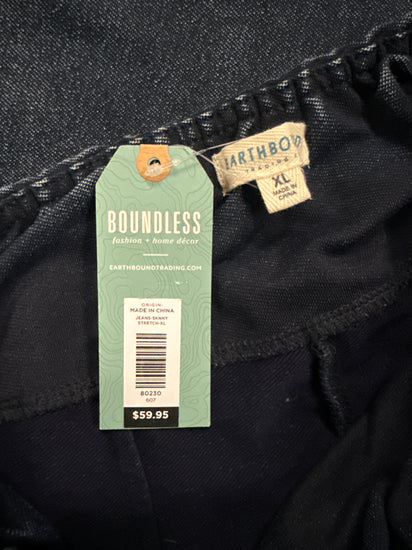 BOUNDLESS
fashion + home décor
EARTHBOUNDTRADING.COM
ORIGIN:
MADE IN CHINA
JEANS-SKINNY
STRETCH-XL
80230
607
$59.95
EARTHBOUND
TRADING
XL
MADE IN
CHINA